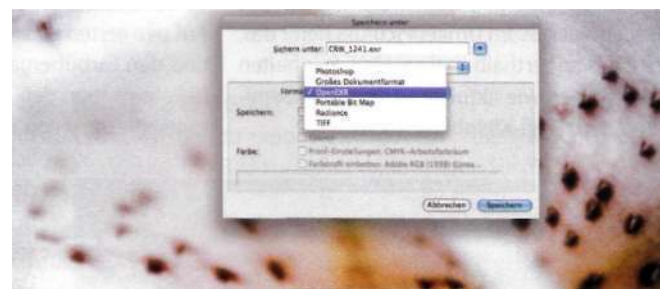 Speichern unter
Sichern unter: CRW_1241.exr
Photoshop
Großes Dokumentformat
Format: ✓ OpenEXR
Portable Bit Map
Radiance
TIFF
Speichern:
Farbe: Proof-Einstellungen: CMYK-Arbeitsfarbraum
Farbprofil einbetten: Adobe RGB (1998)
Abbrechen Speichern